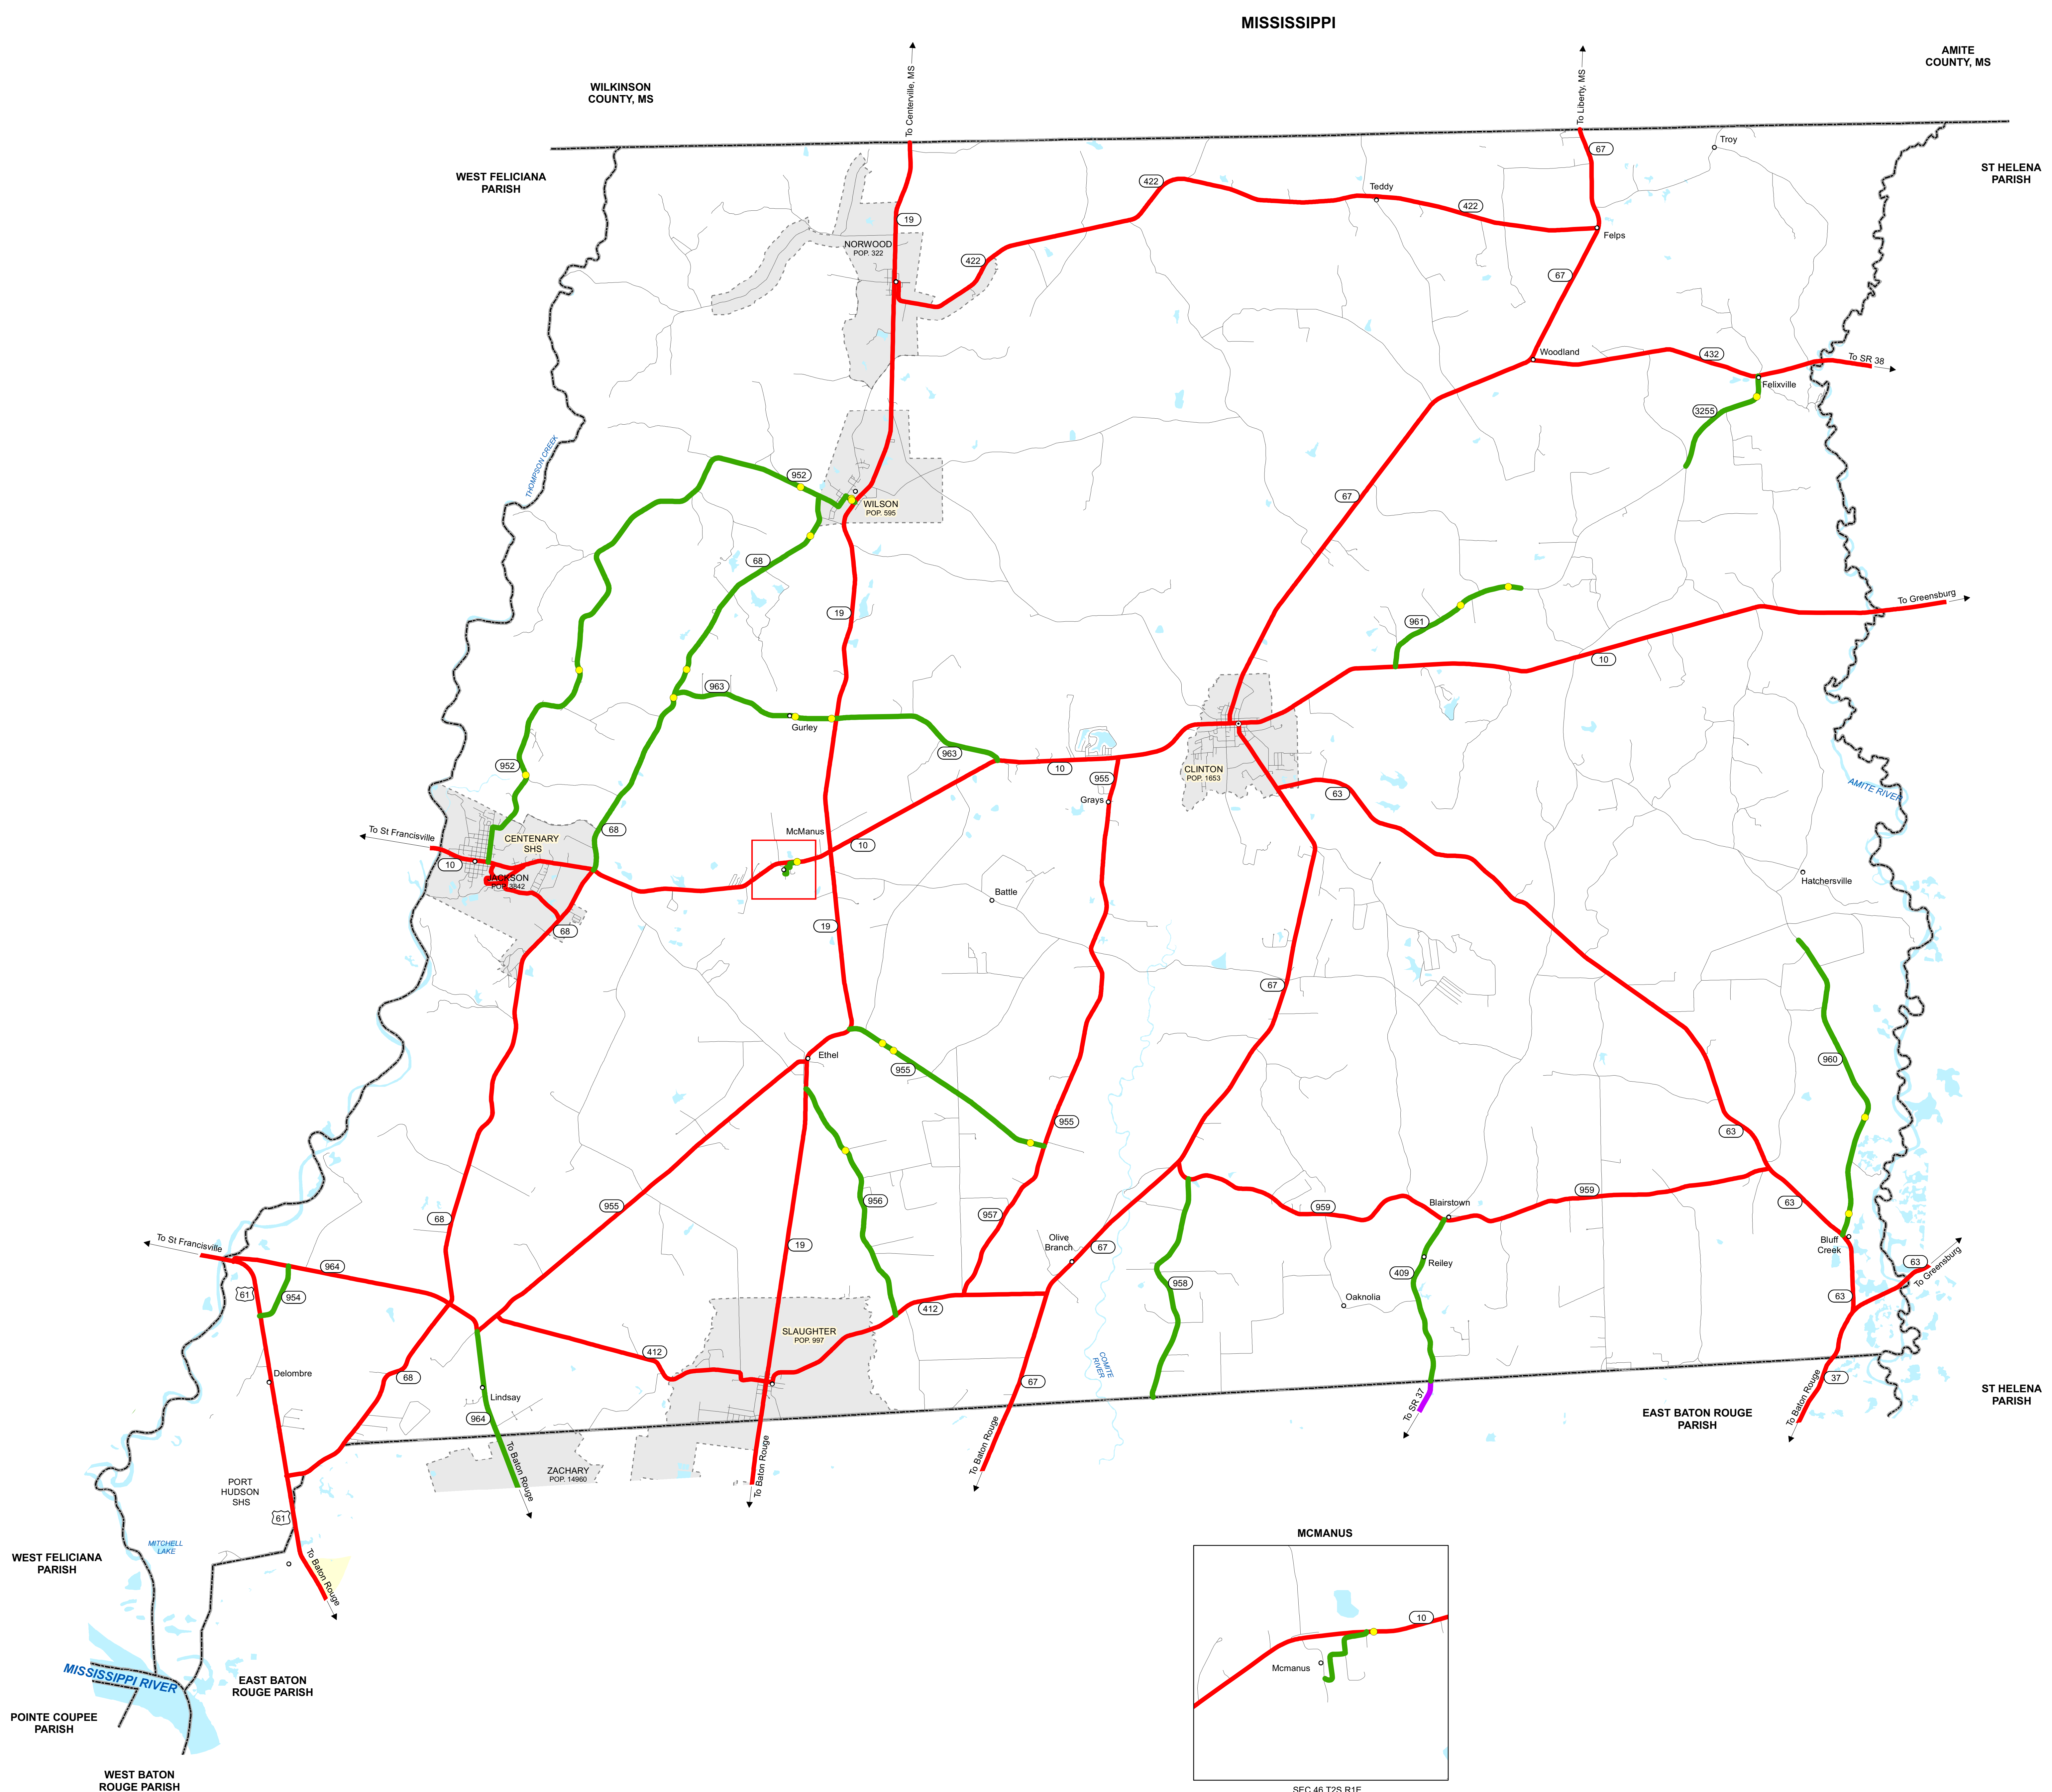 MISSISSIPPI
AMITE
COUNTY, MS
WILKINSON
COUNTY, MS
To Centerville, MS
To Liberty, MS
WEST FELICIANA
PARISH
ST HELENA
PARISH
Troy
67
422
Teddy
422
19
NORWOOD
POP. 322
Felps
422
67
Woodland
432
To SR 38
Felixville
3255
THOMPSON CREEK
952
WILSON
POP. 595
67
68
To Greensburg
19
961
10
963
Gurley
963
952
10
CLINTON
POP. 1653
955
Grays
63
AMITE RIVER
To St Francisville
68
McManus
CENTENARY
SHS
10
10
JACKSON
POP. 3842
Battle
Hatchersville
68
19
67
Ethel
955
960
955
63
956
955
957
959
Blairstown
959
63
68
19
Olive
Branch
67
Bluff
Creek
To St Francisville
964
Reiley
63
To Greensburg
61
954
409
958
Oaknolia
63
412
SLAUGHTER
POP. 997
412
COMITE
RIVER
Delombre
68
67
37
Lindsay
To SR 37
To Baton Rouge
ST HELENA
PARISH
964
EAST BATON ROUGE
PARISH
To Baton Rouge
To Baton Rouge
To Baton Rouge
ZACHARY
POP. 14960
PORT
HUDSON
SHS
61
MITCHELL
LAKE
To Baton Rouge
WEST FELICIANA
PARISH
MCMANUS
10
Mcmanus
MISSISSIPPI RIVER
EAST BATON
ROUGE PARISH
POINTE COUPEE
PARISH
WEST BATON
ROUGE PARISH
SEC 46 T2S R1E